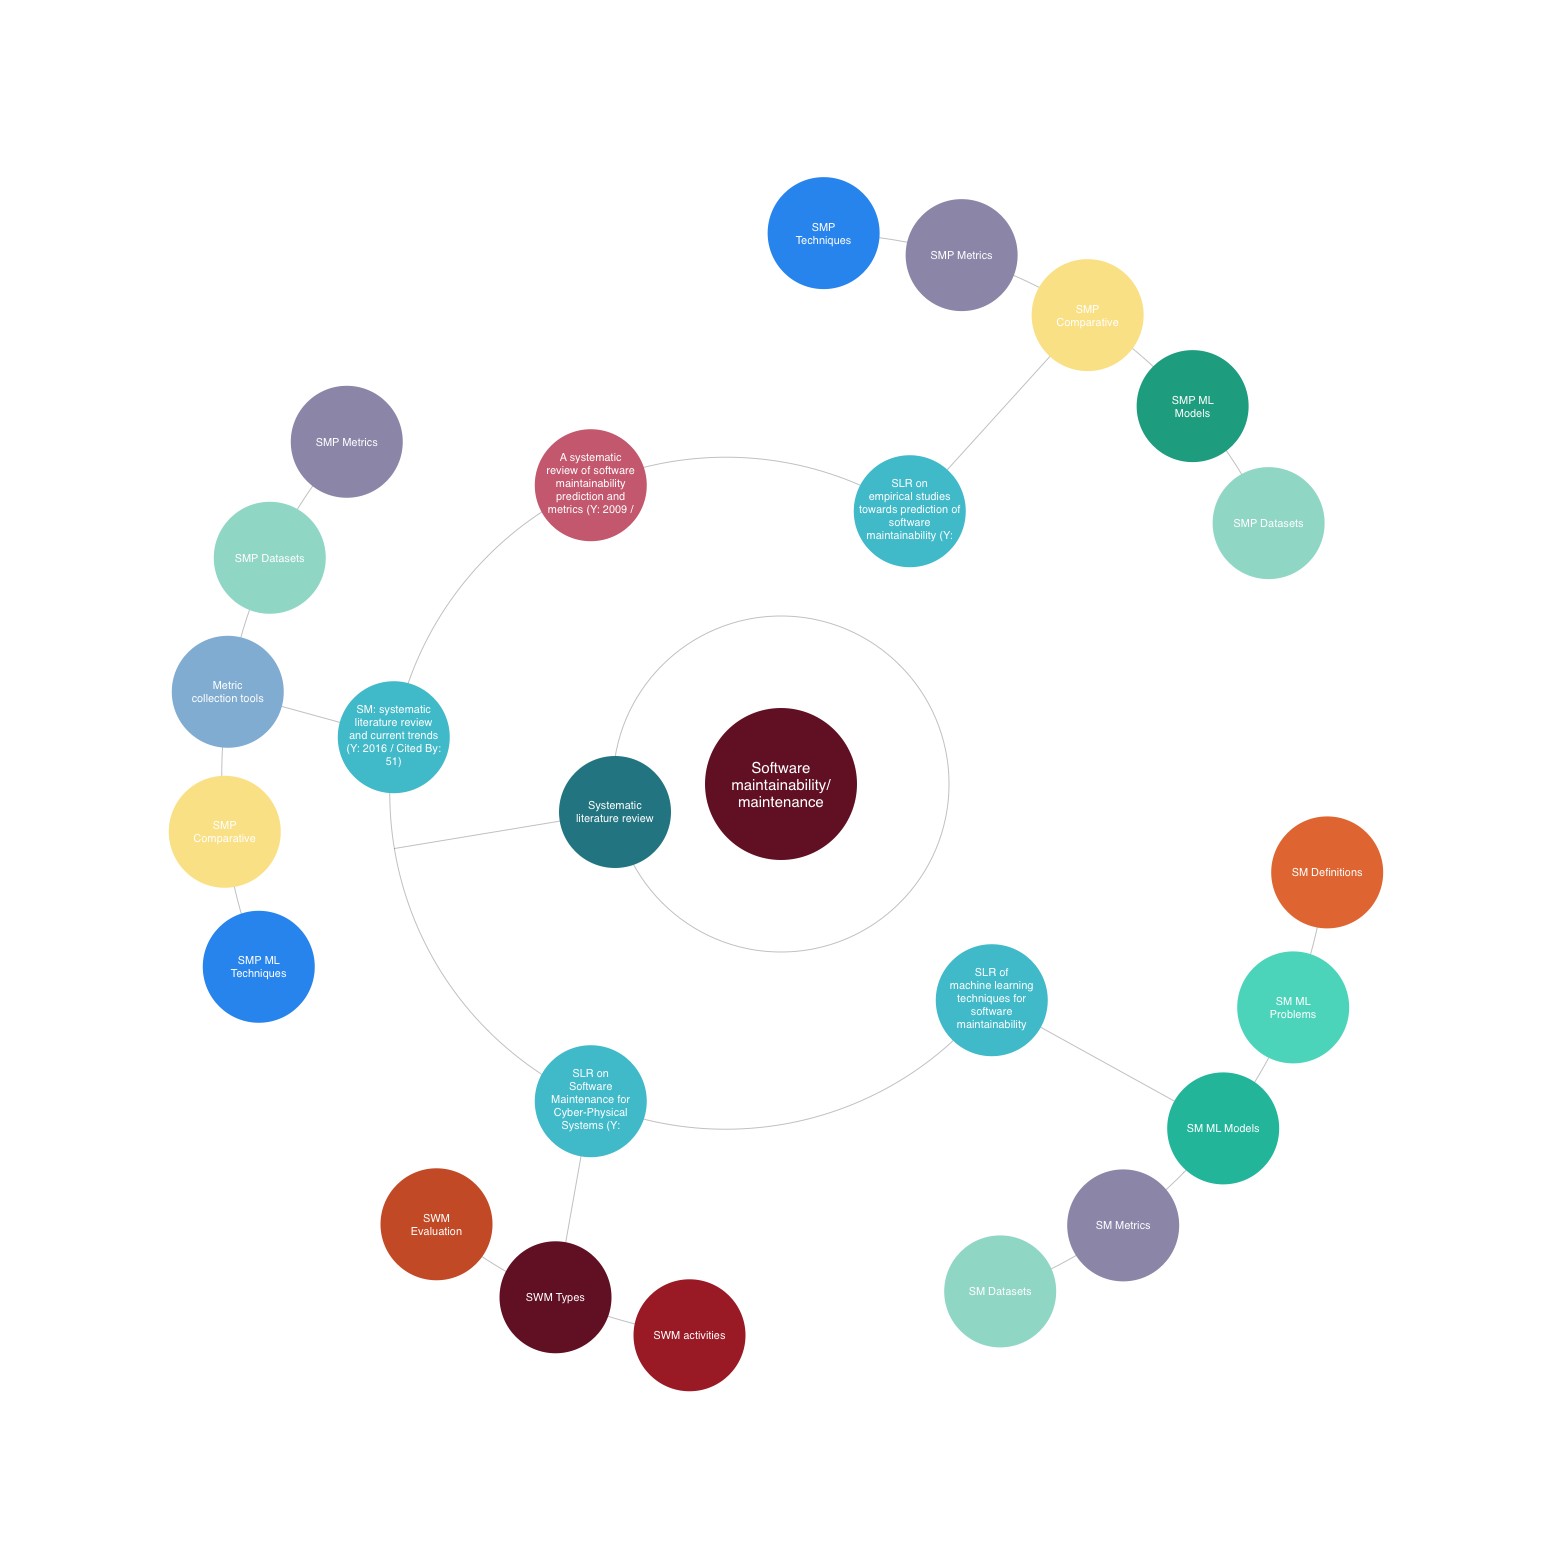 SMP
Techniques
SMP Metrics
SMP
Comparative
SMP ML
Models
SMP Datasets
SLR on
empirical studies
towards prediction of
software
maintainability (Y:
A systematic
review of software
maintainability
prediction and
metrics (Y: 2009 /
SMP Metrics
SMP Datasets
Metric
collection tools
SMP
Comparative
SMP ML
Techniques
SM: systematic
literature review
and current trends
(Y: 2016 / Cited By:
51)
Systematic
literature review
Software
maintainability/
maintenance
SM Definitions
SM ML
Problems
SM ML Models
SM Metrics
SM Datasets
SLR of
machine learning
techniques for
software
maintainability
SLR on
Software
Maintenance for
Cyber-Physical
Systems (Y:
SWM
Evaluation
SWM Types
SWM activities